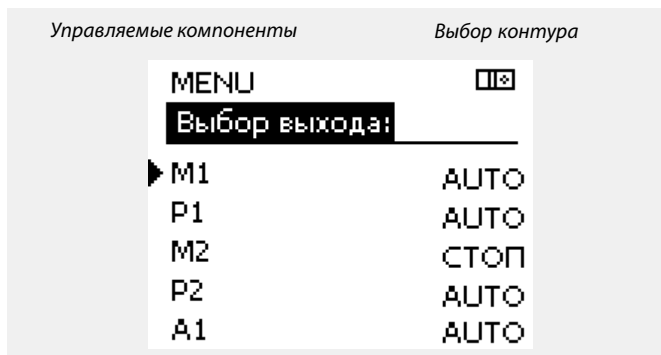 Управляемые компоненты Выбор контура
MENU
Выбор выхода:
M1 AUTO
P1 AUTO
M2 СТОП
P2 AUTO
A1 AUTO